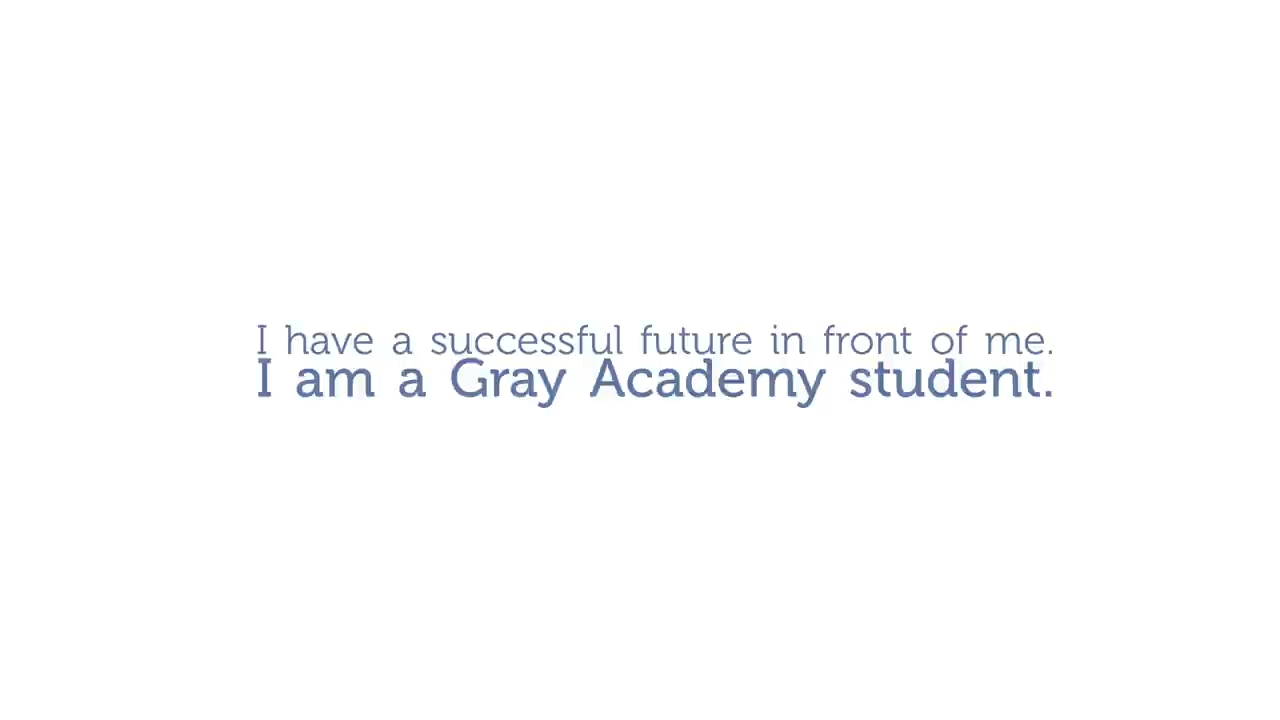 I have a successful future in front of me.
I am a Gray Academy student.